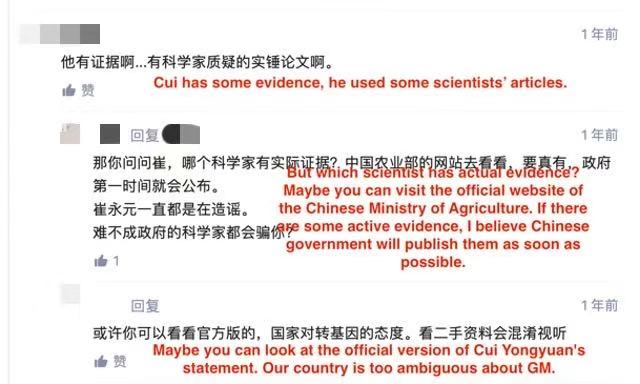 1年前
他有证据啊...有科学家质疑的实锤论文啊。
Cui has some evidence, he used some scientists’ articles.
赞
回复
1年前
那你问问崔，哪个科学家有实际证据？中国农业部的网站去看看，要真有，政府
第一时间就会公布。
崔永元一直都是在造谣。
难不成政府的科学家都会骗你？
But which scientist has actual evidence?
Maybe you can visit the official website of
the Chinese Ministry of Agriculture. If there
are some active evidence, I believe Chinese
government will publish them as soon as
possible.
1
回复
1年前
或许你可以看看官方版的，国家对转基因的态度。看二手资料会混淆视听
Maybe you can look at the official version of Cui Yongyuan's
statement. Our country is too ambiguous about GM.
赞